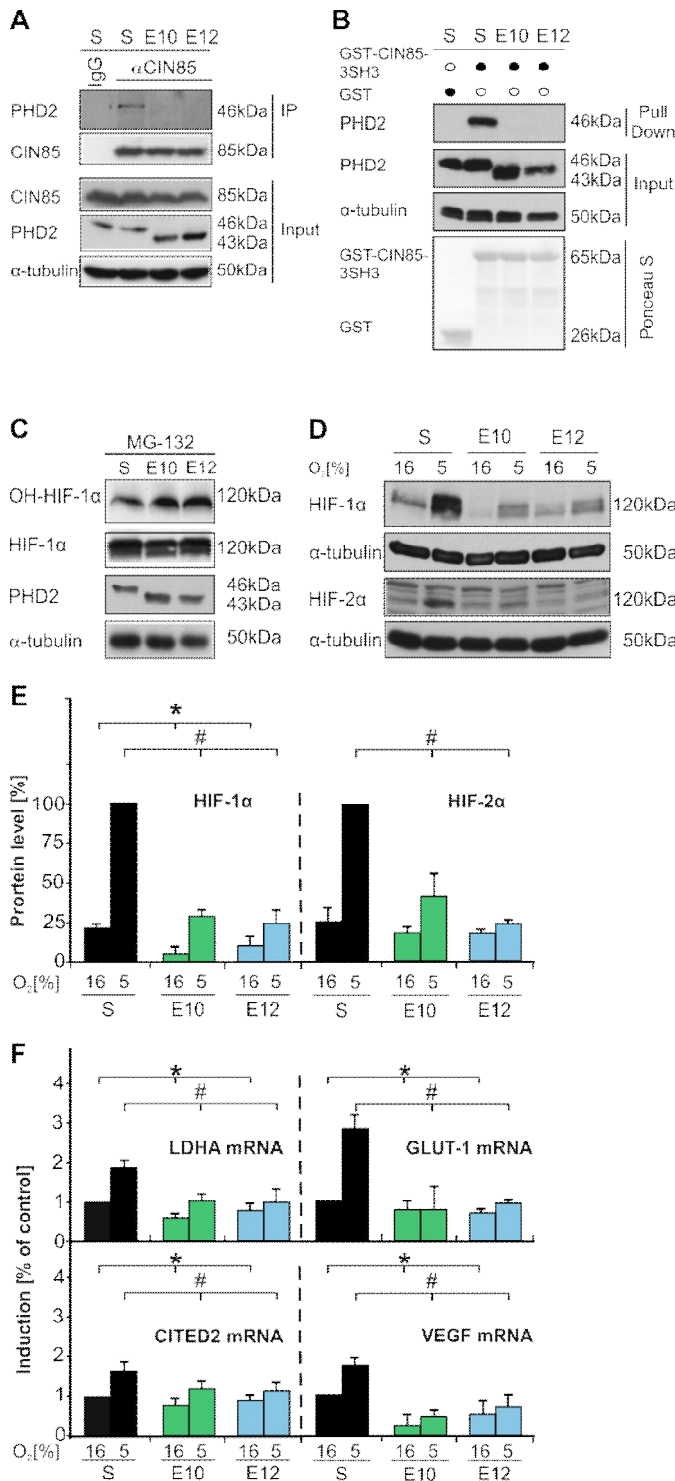 A
S S E10 E12
IgG αCIN85
PHD2 46kDa IP
CIN85 85kDa
CIN85 85kDa
PHD2 46kDa 43kDa Input
α-tubulin 50kDa
B
S S E10 E12
GST-CIN85-
3SH3
GST
PHD2 46kDa Pull Down
PHD2 46kDa 43kDa Input
α-tubulin 50kDa
GST-CIN85-
3SH3 65kDa
Ponceau S
GST 26kDa
C
MG-132
S E10 E12
OH-HIF-1α 120kDa
HIF-1α 120kDa
PHD2 46kDa
43kDa
α-tubulin 50kDa
D
S E10 E12
O₂[%] 16 5 16 5 16 5
HIF-1α 120kDa
α-tubulin 50kDa
HIF-2α 120kDa
α-tubulin 50kDa
E
* # #
HIF-1α HIF-2α
Prortein level [%]
100
75
50
25
0
O₂[%] 16 5 16 5 16 5 16 5 16 5 16 5
S E10 E12 S E10 E12
F
* *
# #
LDHA mRNA GLUT-1 mRNA
4
3
2
1
0
Induction [% of control]
* *
# #
CITED2 mRNA VEGF mRNA
4
2
1
0
O₂[%] 16 5 16 5 16 5 16 5 16 5 16 5
S E10 E12 S E10 E12